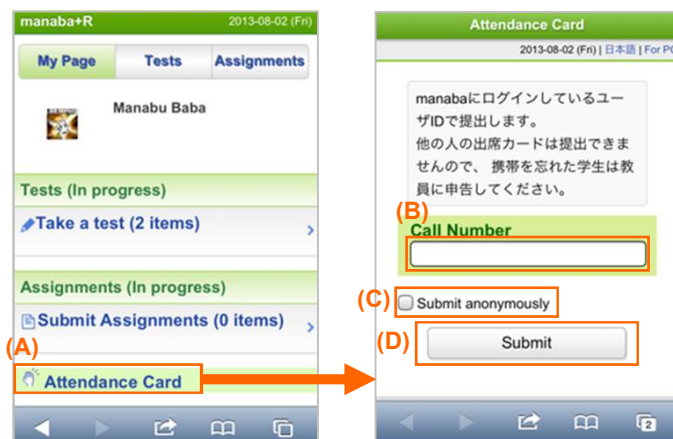 manaba+R 2013-08-02 (Fri)
My Page Tests Assignments
Manabu Baba
Tests (In progress)
Take a test (2 items)
Assignments (In progress)
Submit Assignments (0 items)
(A)
Attendance Card
Attendance Card
2013-08-02 (Fri) | 日本語 | For PC
manabaにログインしているユー
ザIDで提出します。
他の人の出席カードは提出できま
せんので、 携帯を忘れた学生は教
員に申告してください。
(B)
Call Number
(C) Submit anonymously
(D) Submit
2